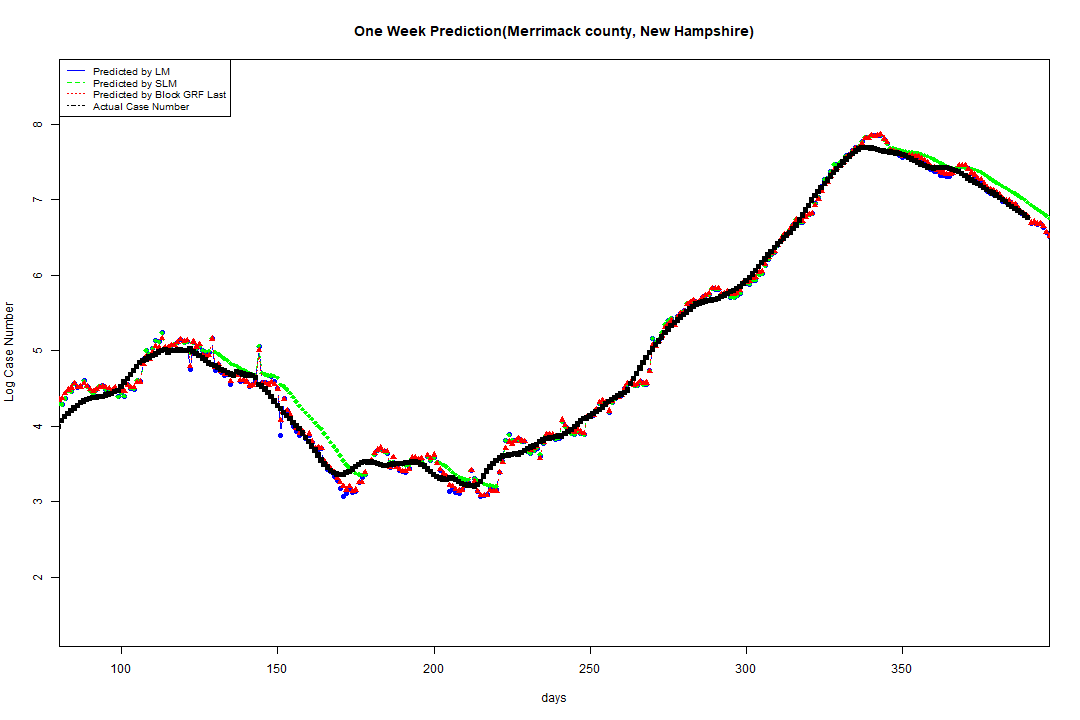 One Week Prediction(Merrimack county, New Hampshire)
Predicted by LM
Predicted by SLM
Predicted by Block GRF Last
Actual Case Number
Log Case Number
8
7
6
5
4
3
2
100 150 200 250 300 350
days